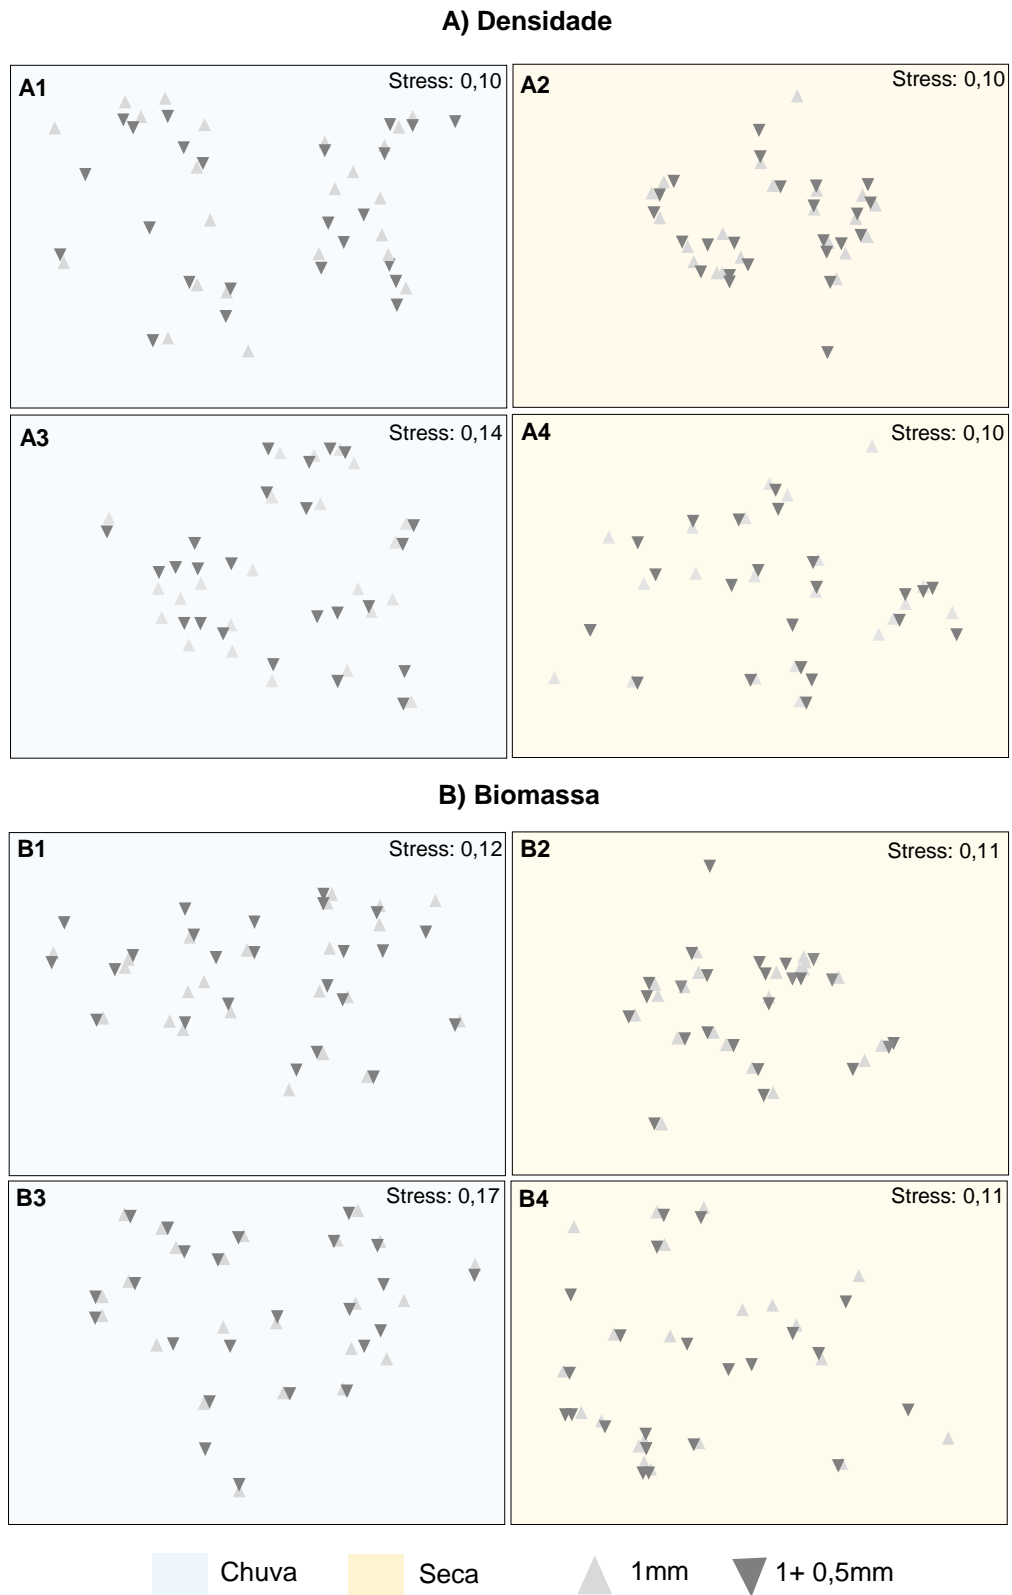 A) Densidade
A1 Stress: 0,10
A2 Stress: 0,10
A3 Stress: 0,14
A4 Stress: 0,10
B) Biomassa
B1 Stress: 0,12
B2 Stress: 0,11
B3 Stress: 0,17
B4 Stress: 0,11
Chuva Seca 1mm 1+ 0,5mm